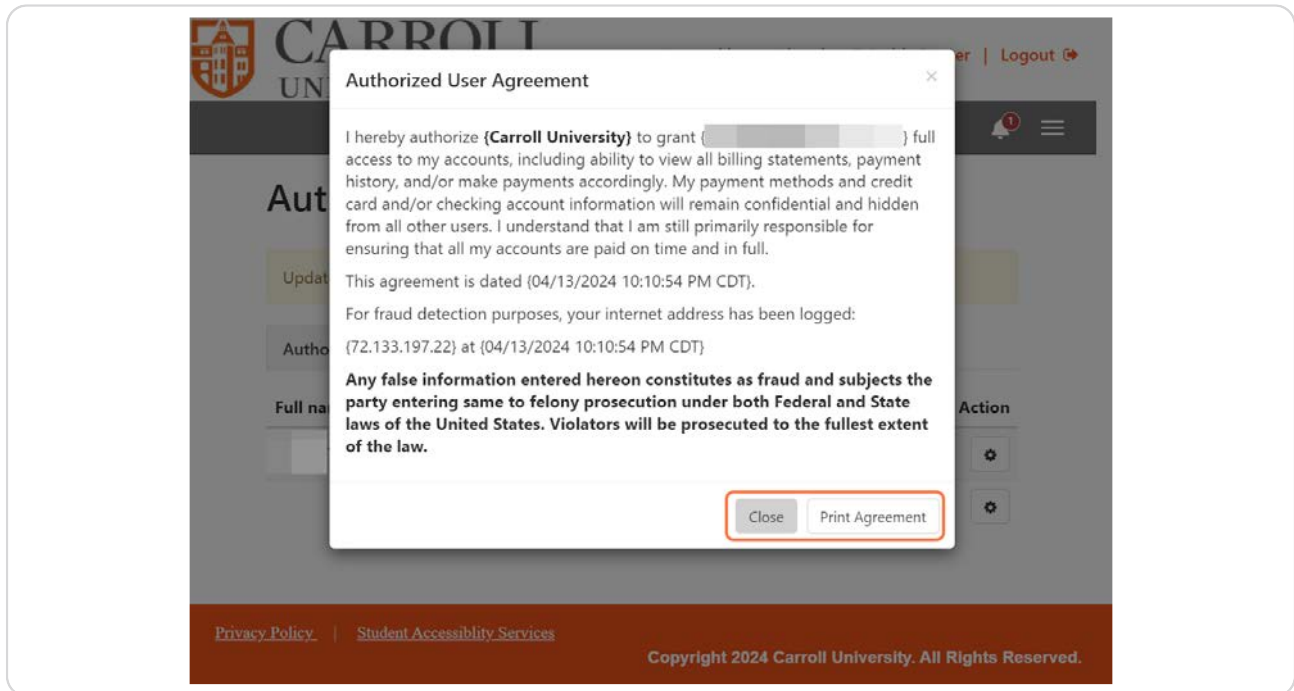 CARROLL
UNI
er | Logout
1
Authorized User Agreement
×
I hereby authorize {Carroll University} to grant { } full
access to my accounts, including ability to view all billing statements, payment
history, and/or make payments accordingly. My payment methods and credit
card and/or checking account information will remain confidential and hidden
from all other users. I understand that I am still primarily responsible for
ensuring that all my accounts are paid on time and in full.
This agreement is dated {04/13/2024 10:10:54 PM CDT}.
For fraud detection purposes, your internet address has been logged:
{72.133.197.22} at {04/13/2024 10:10:54 PM CDT}
Any false information entered hereon constitutes as fraud and subjects the
party entering same to felony prosecution under both Federal and State
laws of the United States. Violators will be prosecuted to the fullest extent
of the law.
Close Print Agreement
Aut
Updat
Autho
Full na
Action
Privacy Policy | Student Accessiblity Services
Copyright 2024 Carroll University. All Rights Reserved.